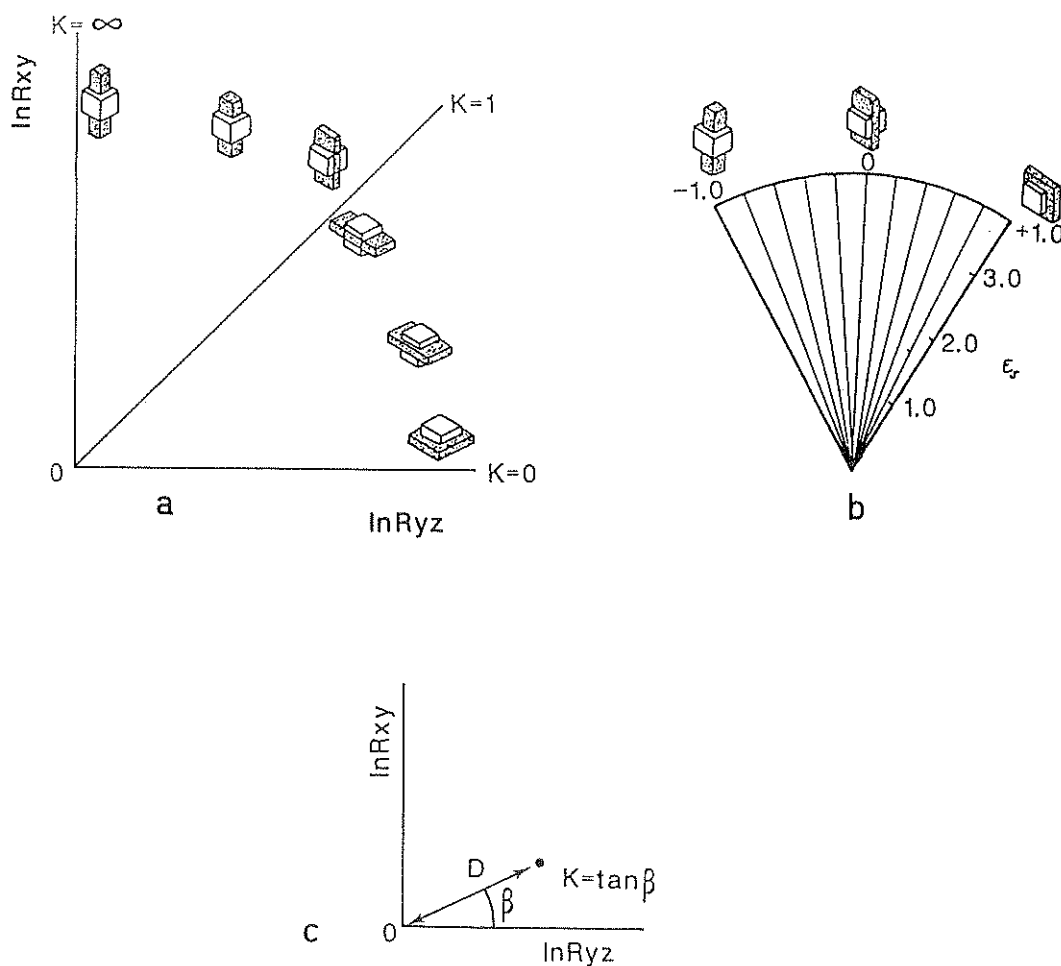 K = ∞
lnRxy
K=1
0
K=0
a
lnRyz
−1.0
0
+1.0
3.0
2.0
1.0
εs
b
lnRxy
D
β
K=tanβ
c
0
lnRyz